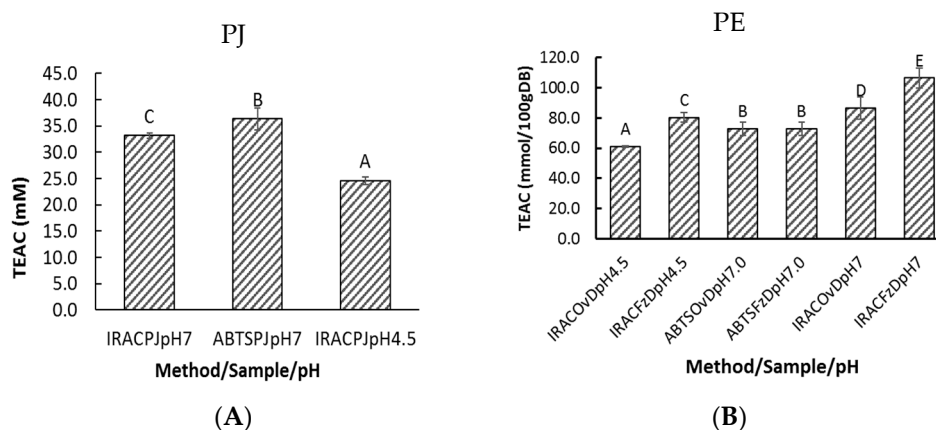 PJ
TEAC (mM)
45.0
40.0
35.0
30.0
25.0
20.0
15.0
10.0
5.0
0.0
C
B
A
IRACPJpH7 ABTSPJpH7 IRACPJpH4.5
Method/Sample/pH
(A)
PE
TEAC (mmol/100gDB)
120.0
100.0
80.0
60.0
40.0
20.0
0.0
A
C
B
B
D
E
IRACOvDpH4.5
IRACFzDpH4.5
ABTSOvDpH7.0
ABTSFzDpH7.0
IRACOvDpH7
IRACFzDpH7
Method/Sample/pH
(B)